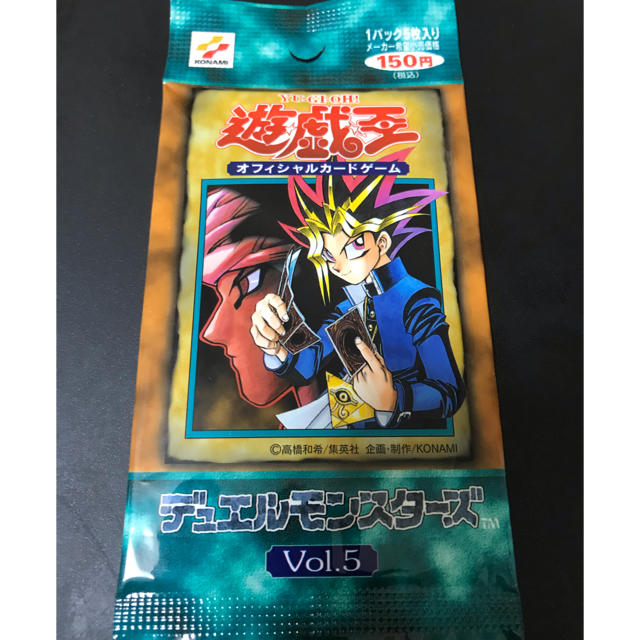 KONAMI
1パック5枚入り
メーカー希望小売価格
150円
(税込)
YU-GI-OH!
遊戯王
オフィシャルカードゲーム
©高橋和希/集英社 企画・制作/KONAMI
デュエルモンスターズ™
Vol.5